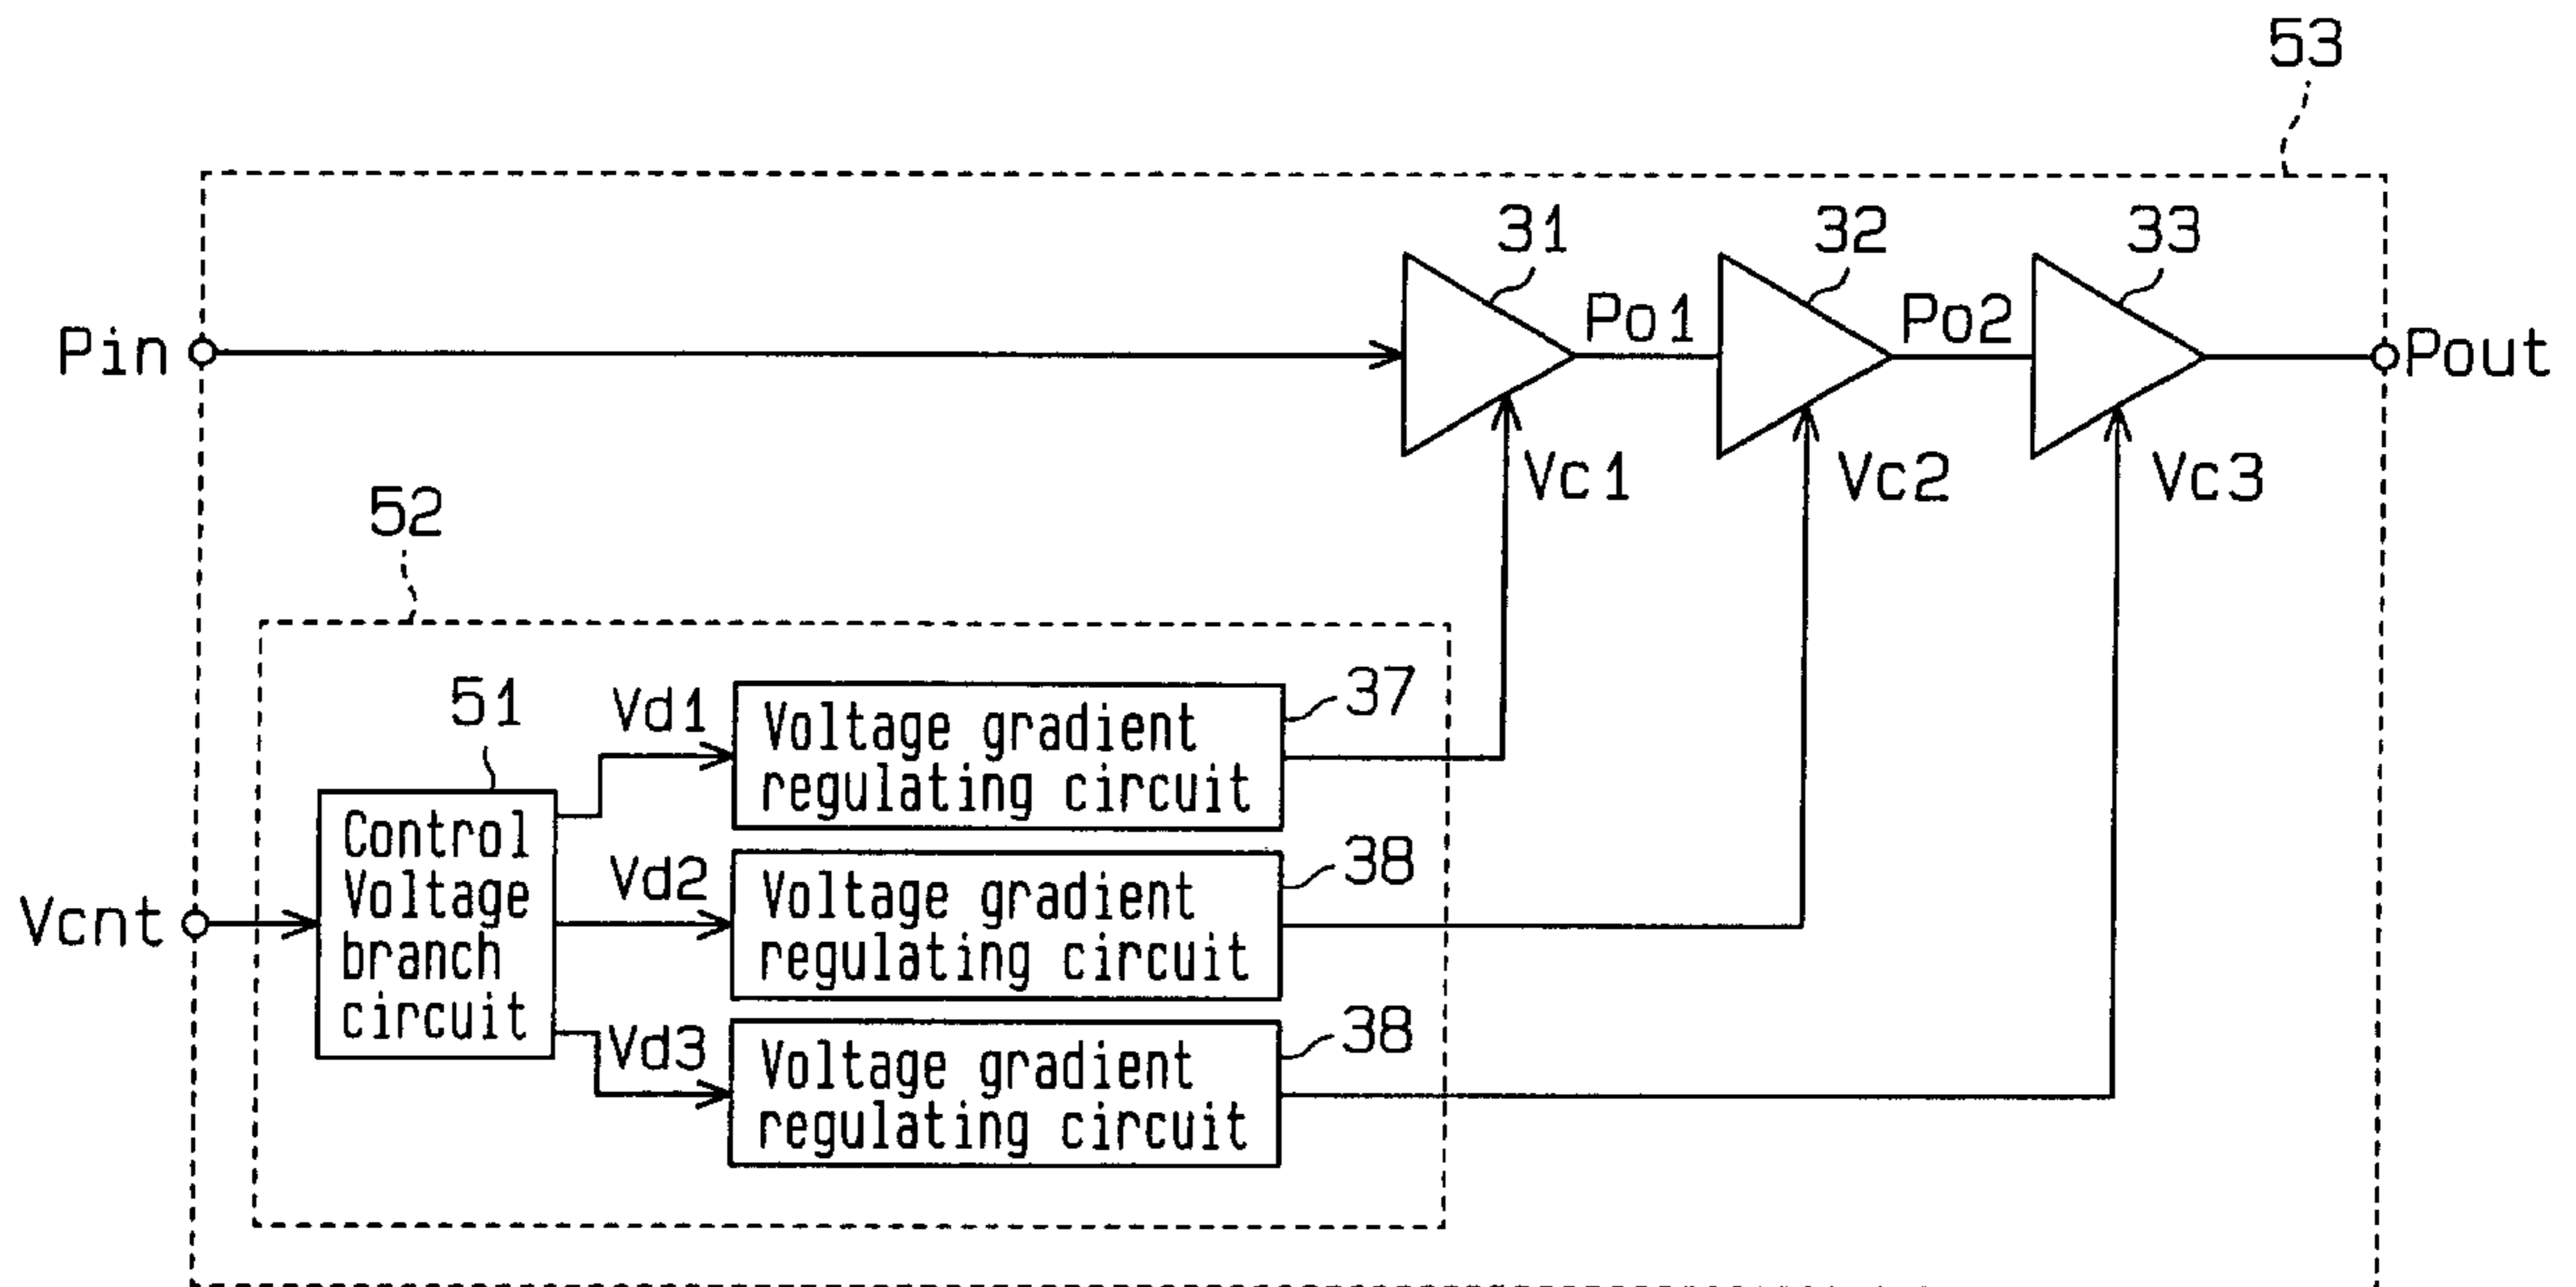 53
31
32
33
Pin
Po1
Po2
Pout
Vc1
Vc2
Vc3
52
51
Vd1
Voltage gradient
regulating circuit
37
Vcnt
Control
Voltage
branch
circuit
Vd2
Voltage gradient
regulating circuit
38
Vd3
Voltage gradient
regulating circuit
38